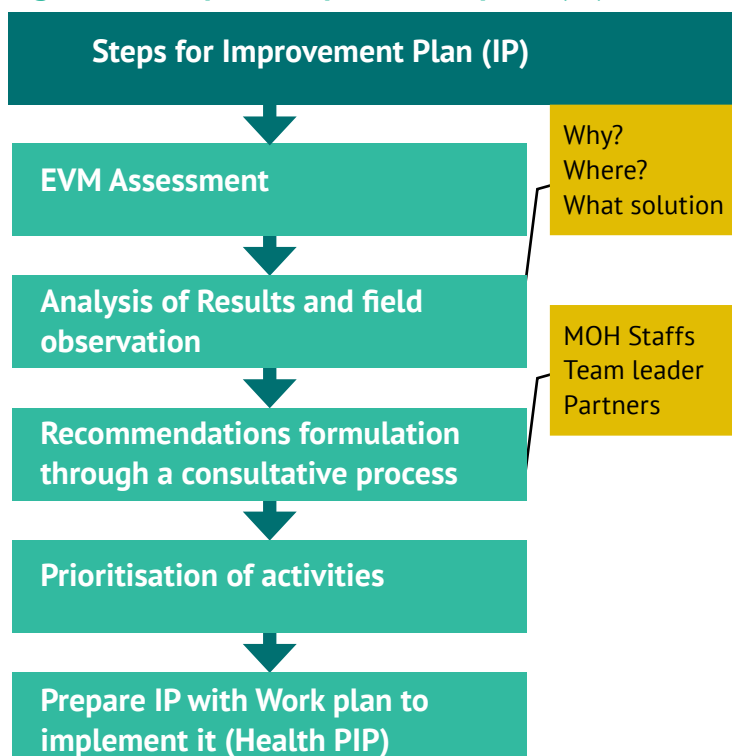 Steps for Improvement Plan (IP)
EVM Assessment
Why?
Where?
What solution
Analysis of Results and field
observation
MOH Staffs
Team leader
Partners
Recommendations formulation
through a consultative process
Prioritisation of activities
Prepare IP with Work plan to
implement it (Health PIP)